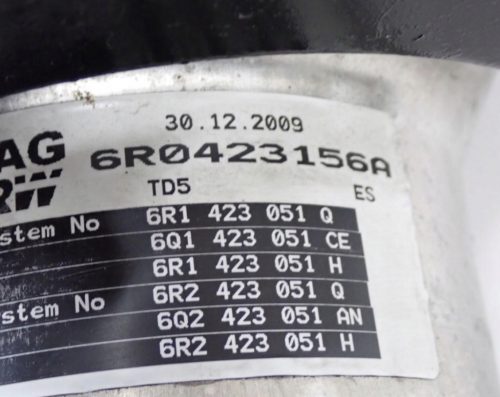 30.12.2009
AG 6R0423156A
RW TD5 ES
stem No 6R1 423 051 Q
6Q1 423 051 CE
6R1 423 051 H
stem No 6R2 423 051 Q
6Q2 423 051 AN
6R2 423 051 H